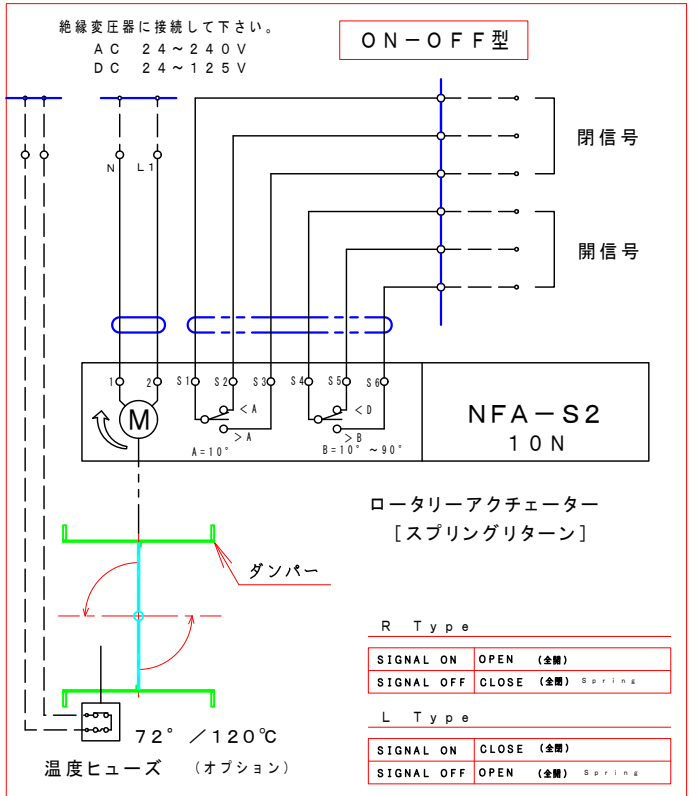 絶縁変圧器に接続して下さい。
AC 24～240V
DC 24～125V
ON－OFF型
閉信号
開信号
N L1
1 2 S1 S2 S3 S4 S5 S6
M
<A
>A
A=10°
<D
>B
B=10°～90°
NFA－S2
10N
ロータリーアクチェーター
[スプリングリターン]
ダンパー
R Type
SIGNAL ON OPEN (全開)
SIGNAL OFF CLOSE (全閉) Spring
L Type
SIGNAL ON CLOSE (全閉)
SIGNAL OFF OPEN (全開) Spring
72°／120℃
温度ヒューズ (オプション)